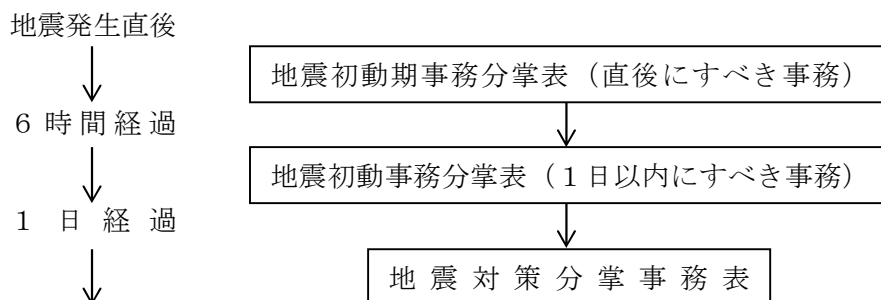 地震発生直後
地震初動期事務分掌表（直後にすべき事務）
６時間経過
地震初動事務分掌表（１日以内にすべき事務）
１日経過
地震対策分掌事務表